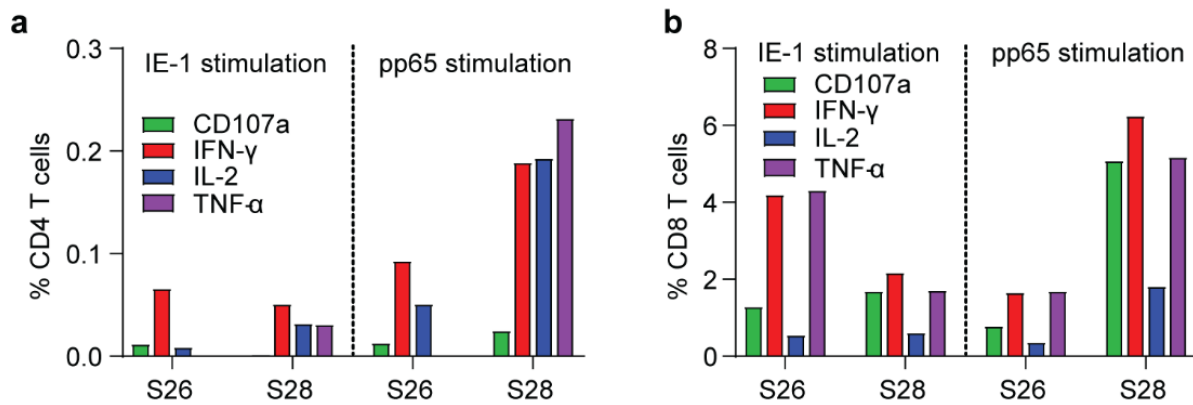 a
% CD4 T cells
0.3
0.2
0.1
0.0
IE-1 stimulation
pp65 stimulation
CD107a
IFN-γ
IL-2
TNF-α
S26
S28
S26
S28
b
% CD8 T cells
8
6
4
2
0
IE-1 stimulation
pp65 stimulation
CD107a
IFN-γ
IL-2
TNF-α
S26
S28
S26
S28